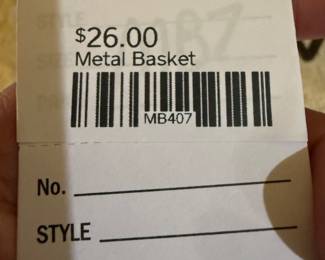 $26.00
Metal Basket
MB407
No.
STYLE